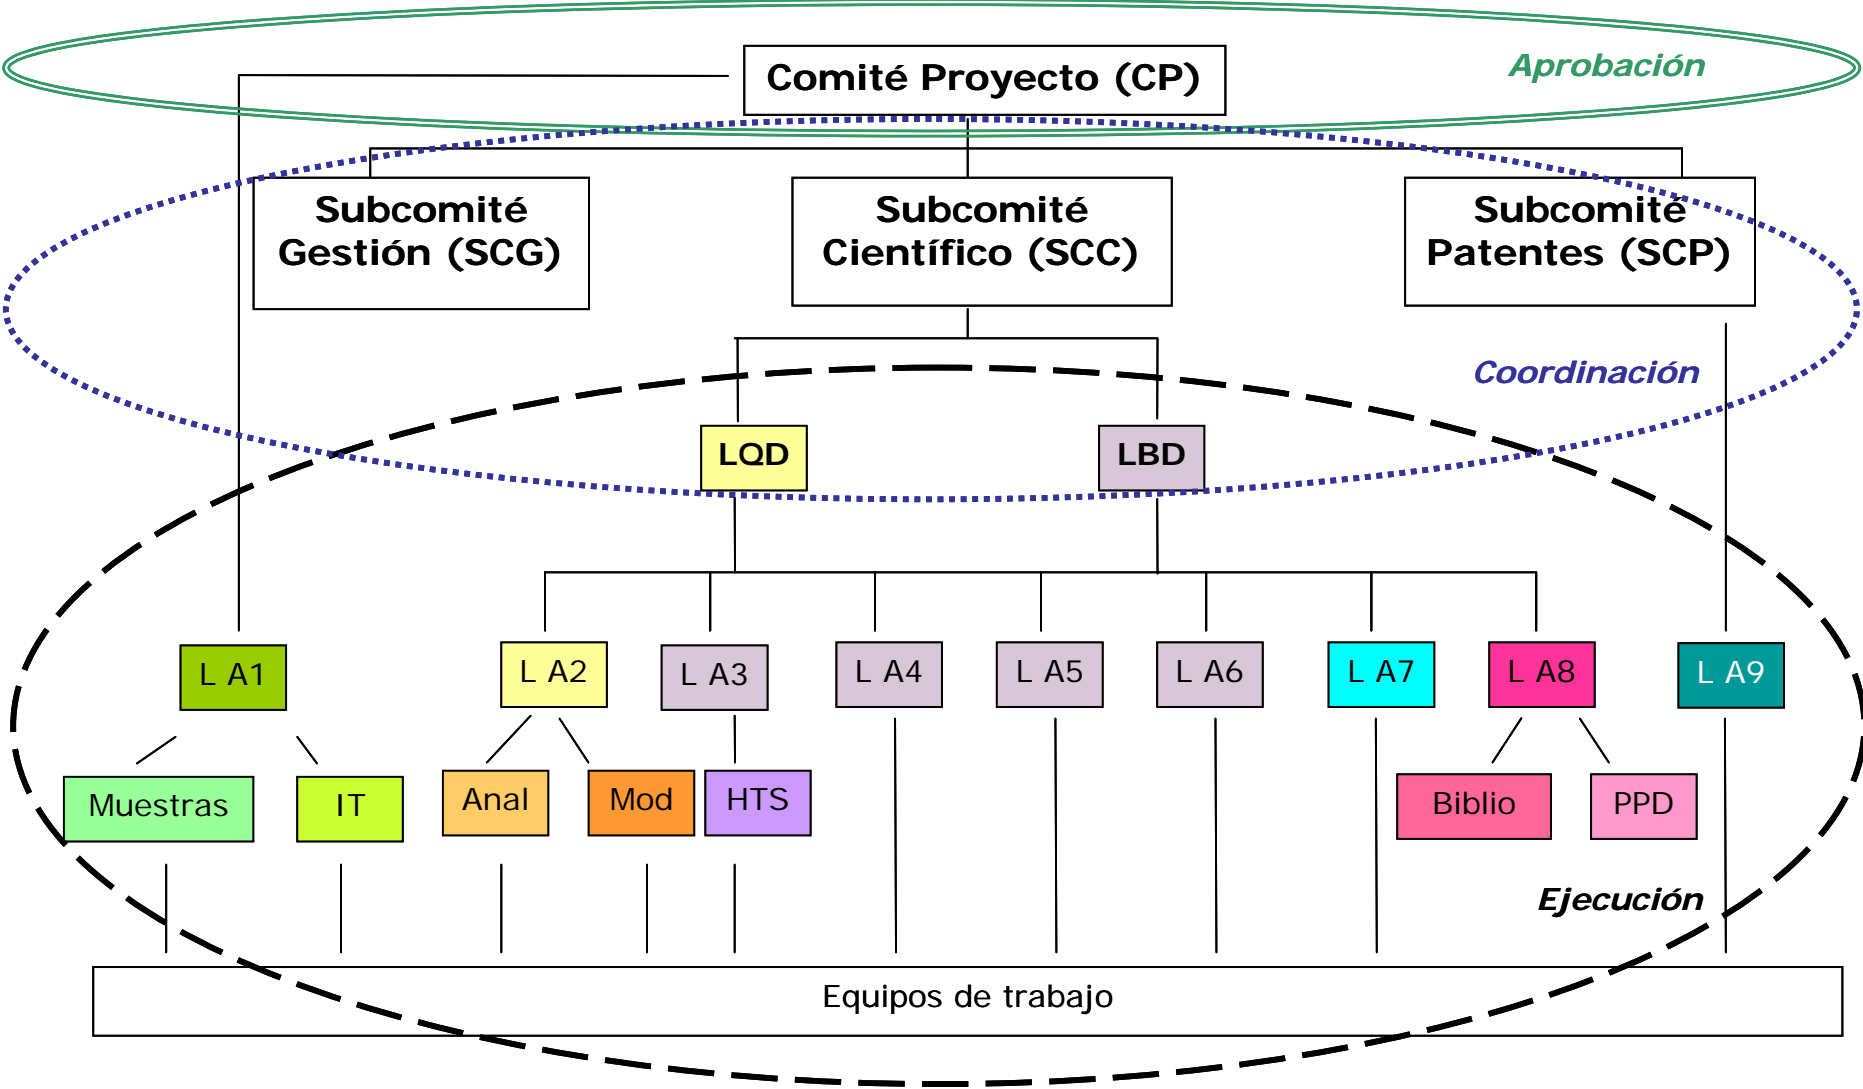 Comité Proyecto (CP)
Aprobación
Subcomité
Gestión (SCG)
Subcomité
Científico (SCC)
Subcomité
Patentes (SCP)
Coordinación
LQD
LBD
L A1
L A2
L A3
L A4
L A5
L A6
L A7
L A8
L A9
Muestras
IT
Anal
Mod
HTS
Biblio
PPD
Ejecución
Equipos de trabajo